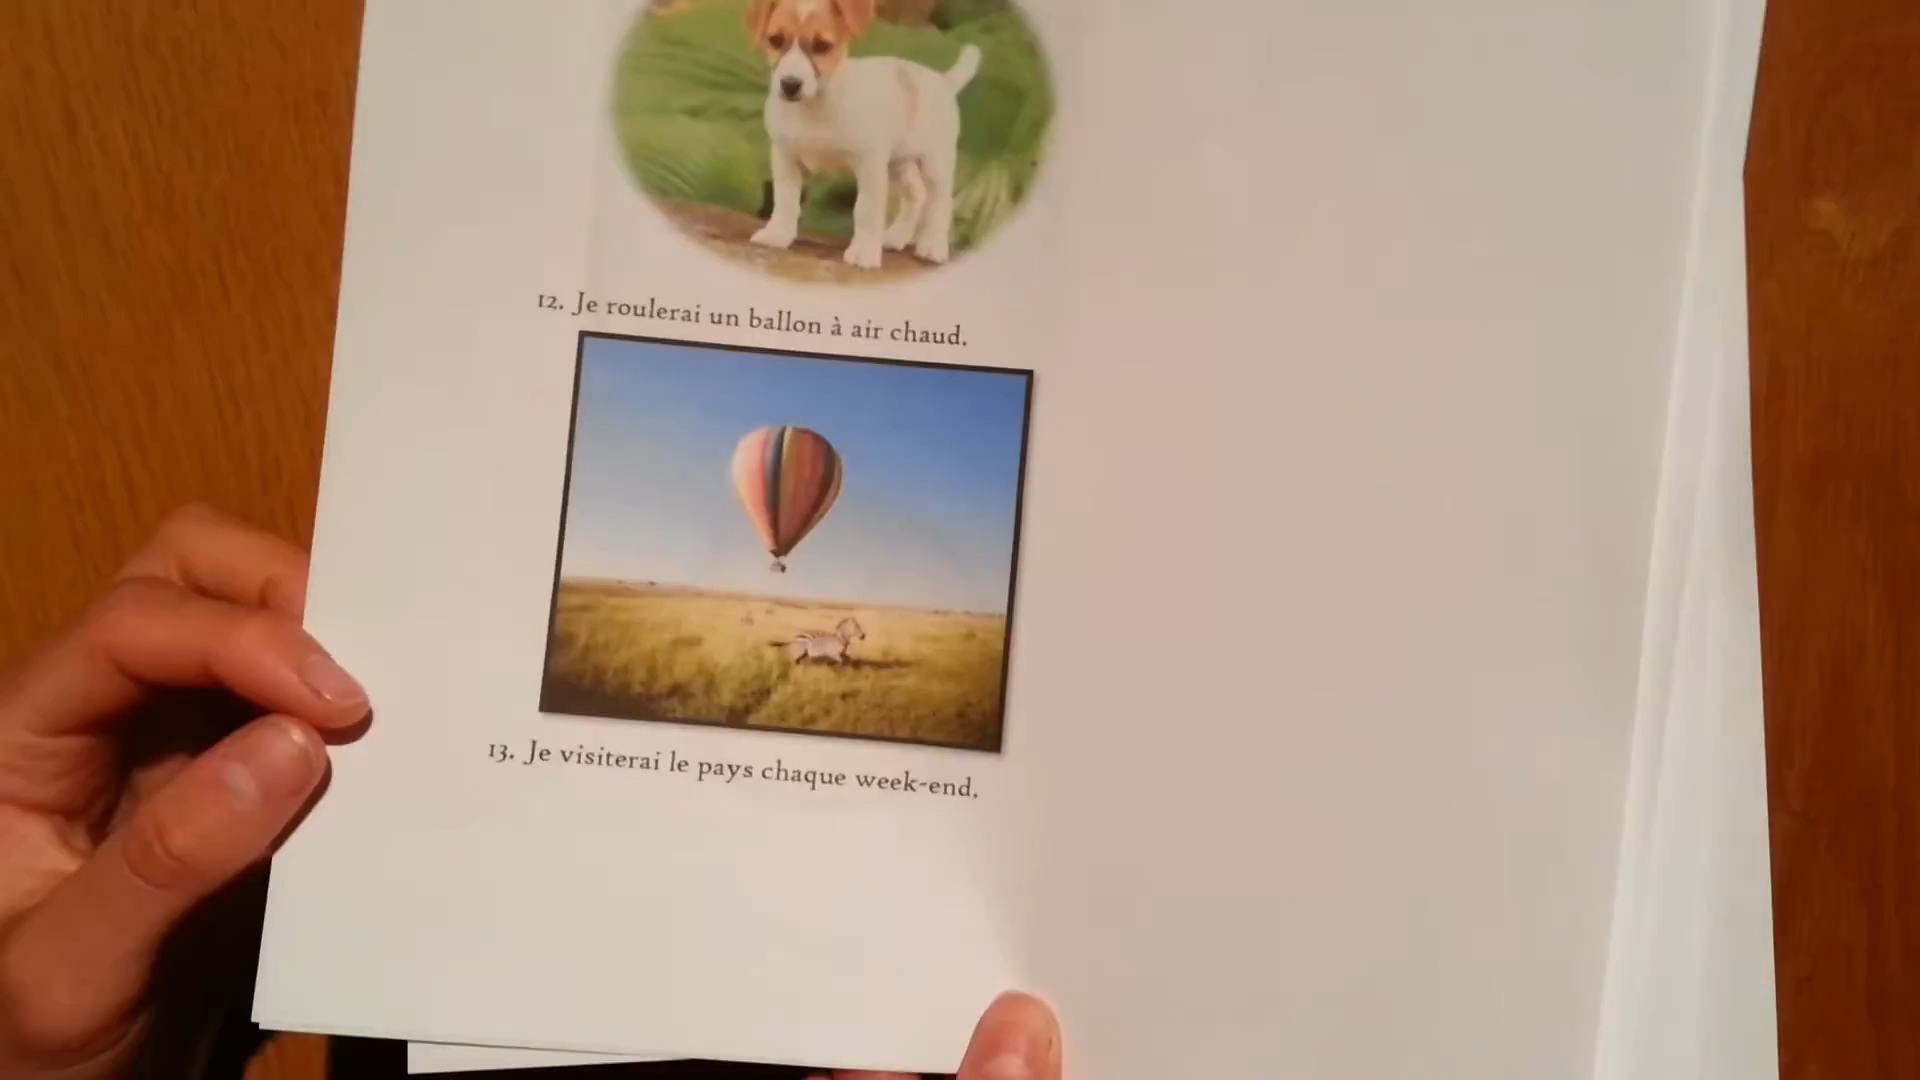 12. Je roulerai un ballon à air chaud.
13. Je visiterai le pays chaque week-end.